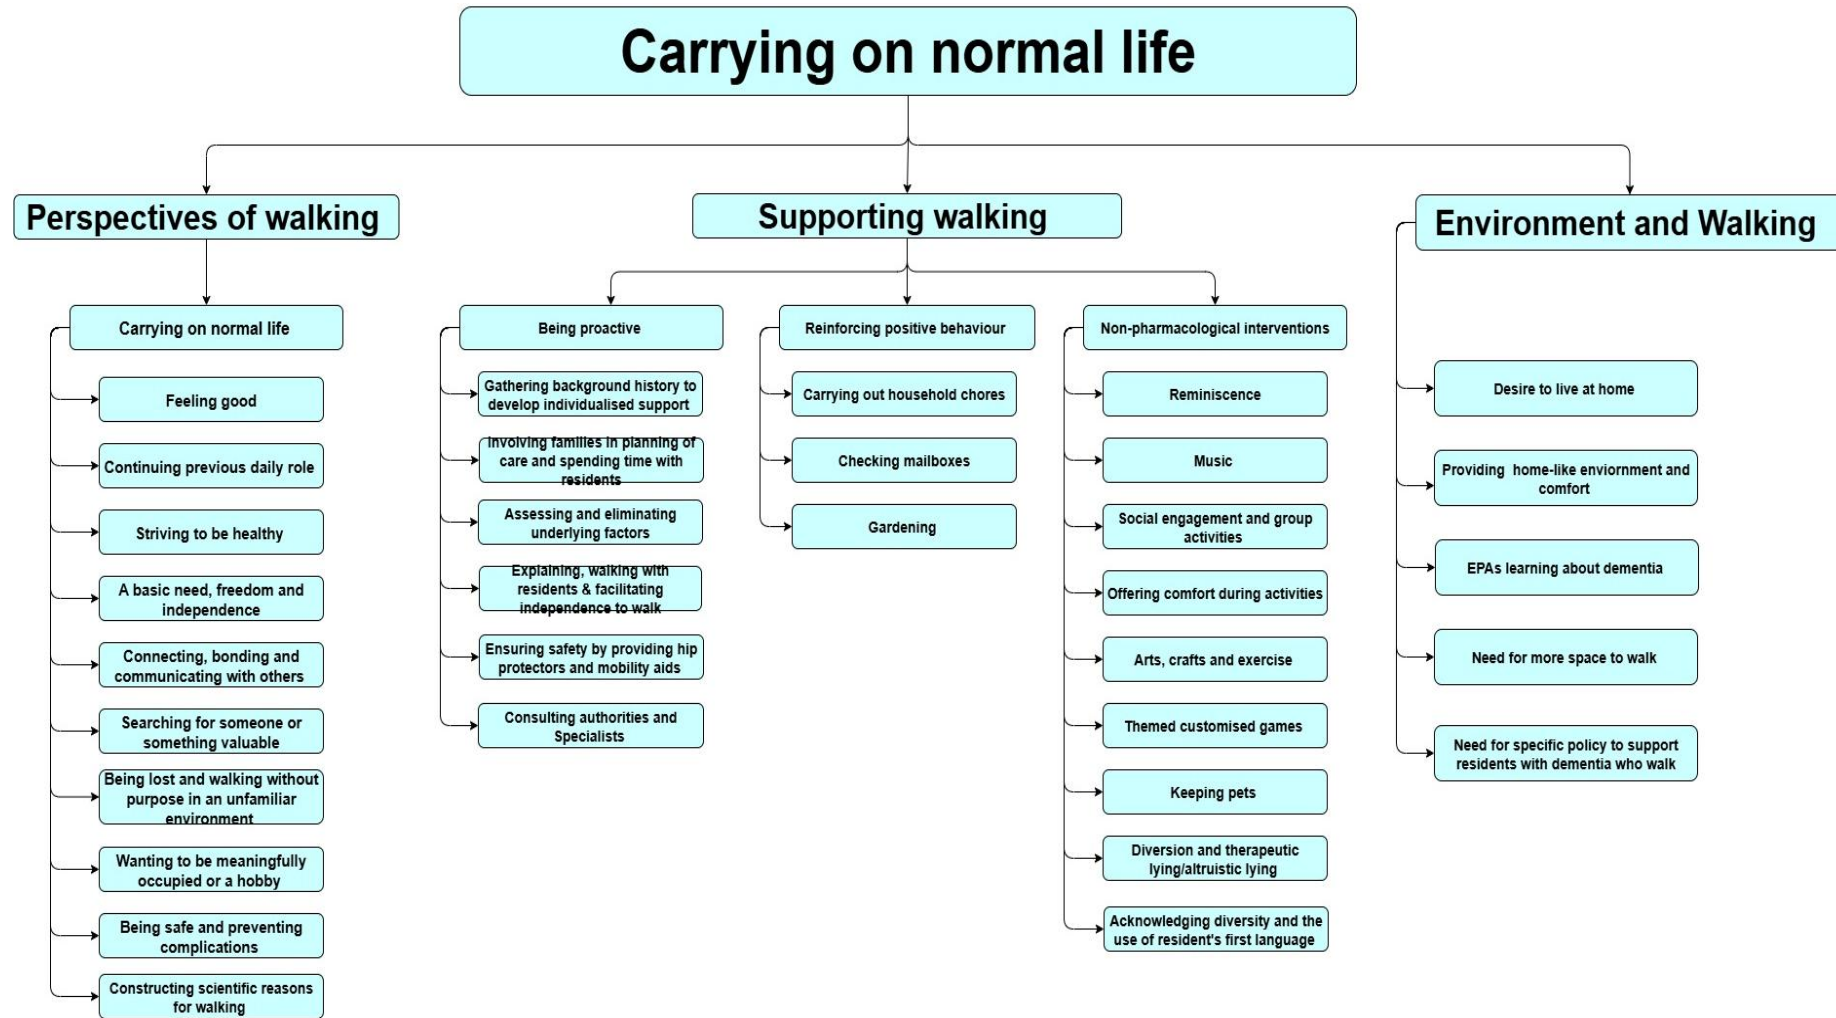 Carrying on normal life
Perspectives of walking
Supporting walking
Environment and Walking
Carrying on normal life
Feeling good
Continuing previous daily role
Striving to be healthy
A basic need, freedom and
independence
Connecting, bonding and
communicating with others
Searching for someone or
something valuable
Being lost and walking without
purpose in an unfamiliar
environment
Wanting to be meaningfully
occupied or a hobby
Being safe and preventing
complications
Constructing scientific reasons
for walking
Being proactive
Gathering background history to
develop individualised support
Involving families in planning of
care and spending time with
residents
Assessing and eliminating
underlying factors
Explaining, walking with
residents & facilitating
independence to walk
Ensuring safety by providing hip
protectors and mobility aids
Consulting authorities and
Specialists
Reinforcing positive behaviour
Carrying out household chores
Checking mailboxes
Gardening
Non-pharmacological interventions
Reminiscence
Music
Social engagement and group
activities
Offering comfort during activities
Arts, crafts and exercise
Themed customised games
Keeping pets
Diversion and therapeutic
lying/altruistic lying
Acknowledging diversity and the
use of resident's first language
Desire to live at home
Providing home-like enviornment and
comfort
EPAs learning about dementia
Need for more space to walk
Need for specific policy to support
residents with dementia who walk